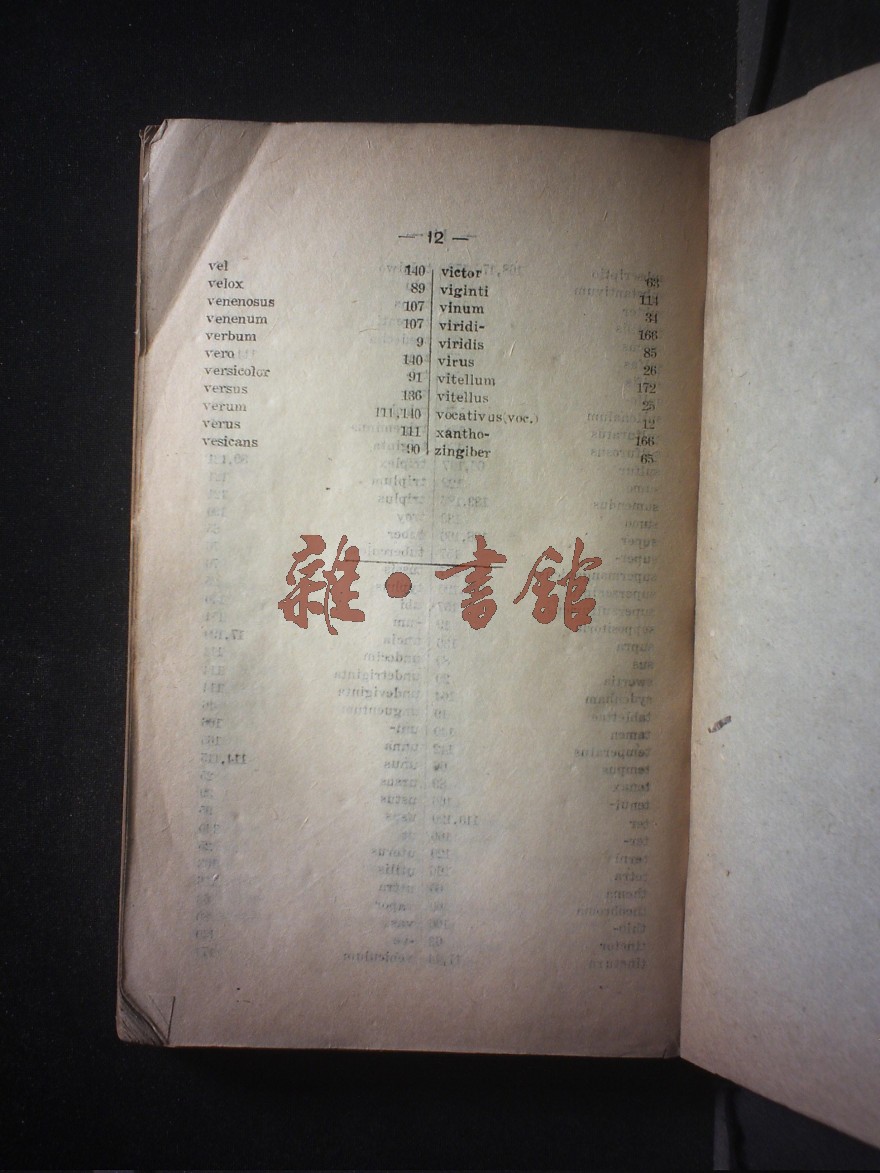 — 12 —
vel 140
velox 89
venenosus 107
venenum 107
verbum 9
vero 140
versicolor 91
versus 136
verum 111,140
verus 111
vesicans 90
victor 63
viginti 114
vinum 34
viridi- 166
viridis 85
virus 26
vitellum 172
vitellus 25
vocativus(voc.) 12
xantho- 166
zingiber 65
雜•書館